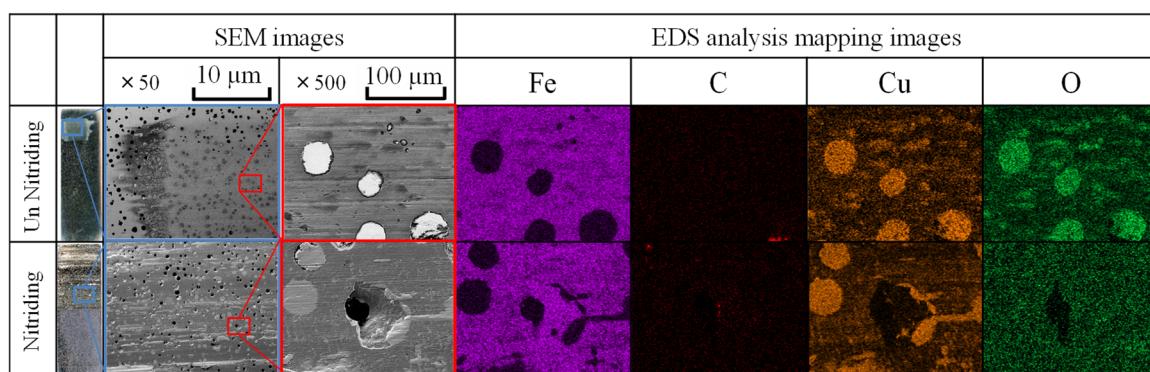 SEM images
EDS analysis mapping images
×50
10 μm
×500
100 μm
Fe
C
Cu
O
Un Nitriding
Nitriding